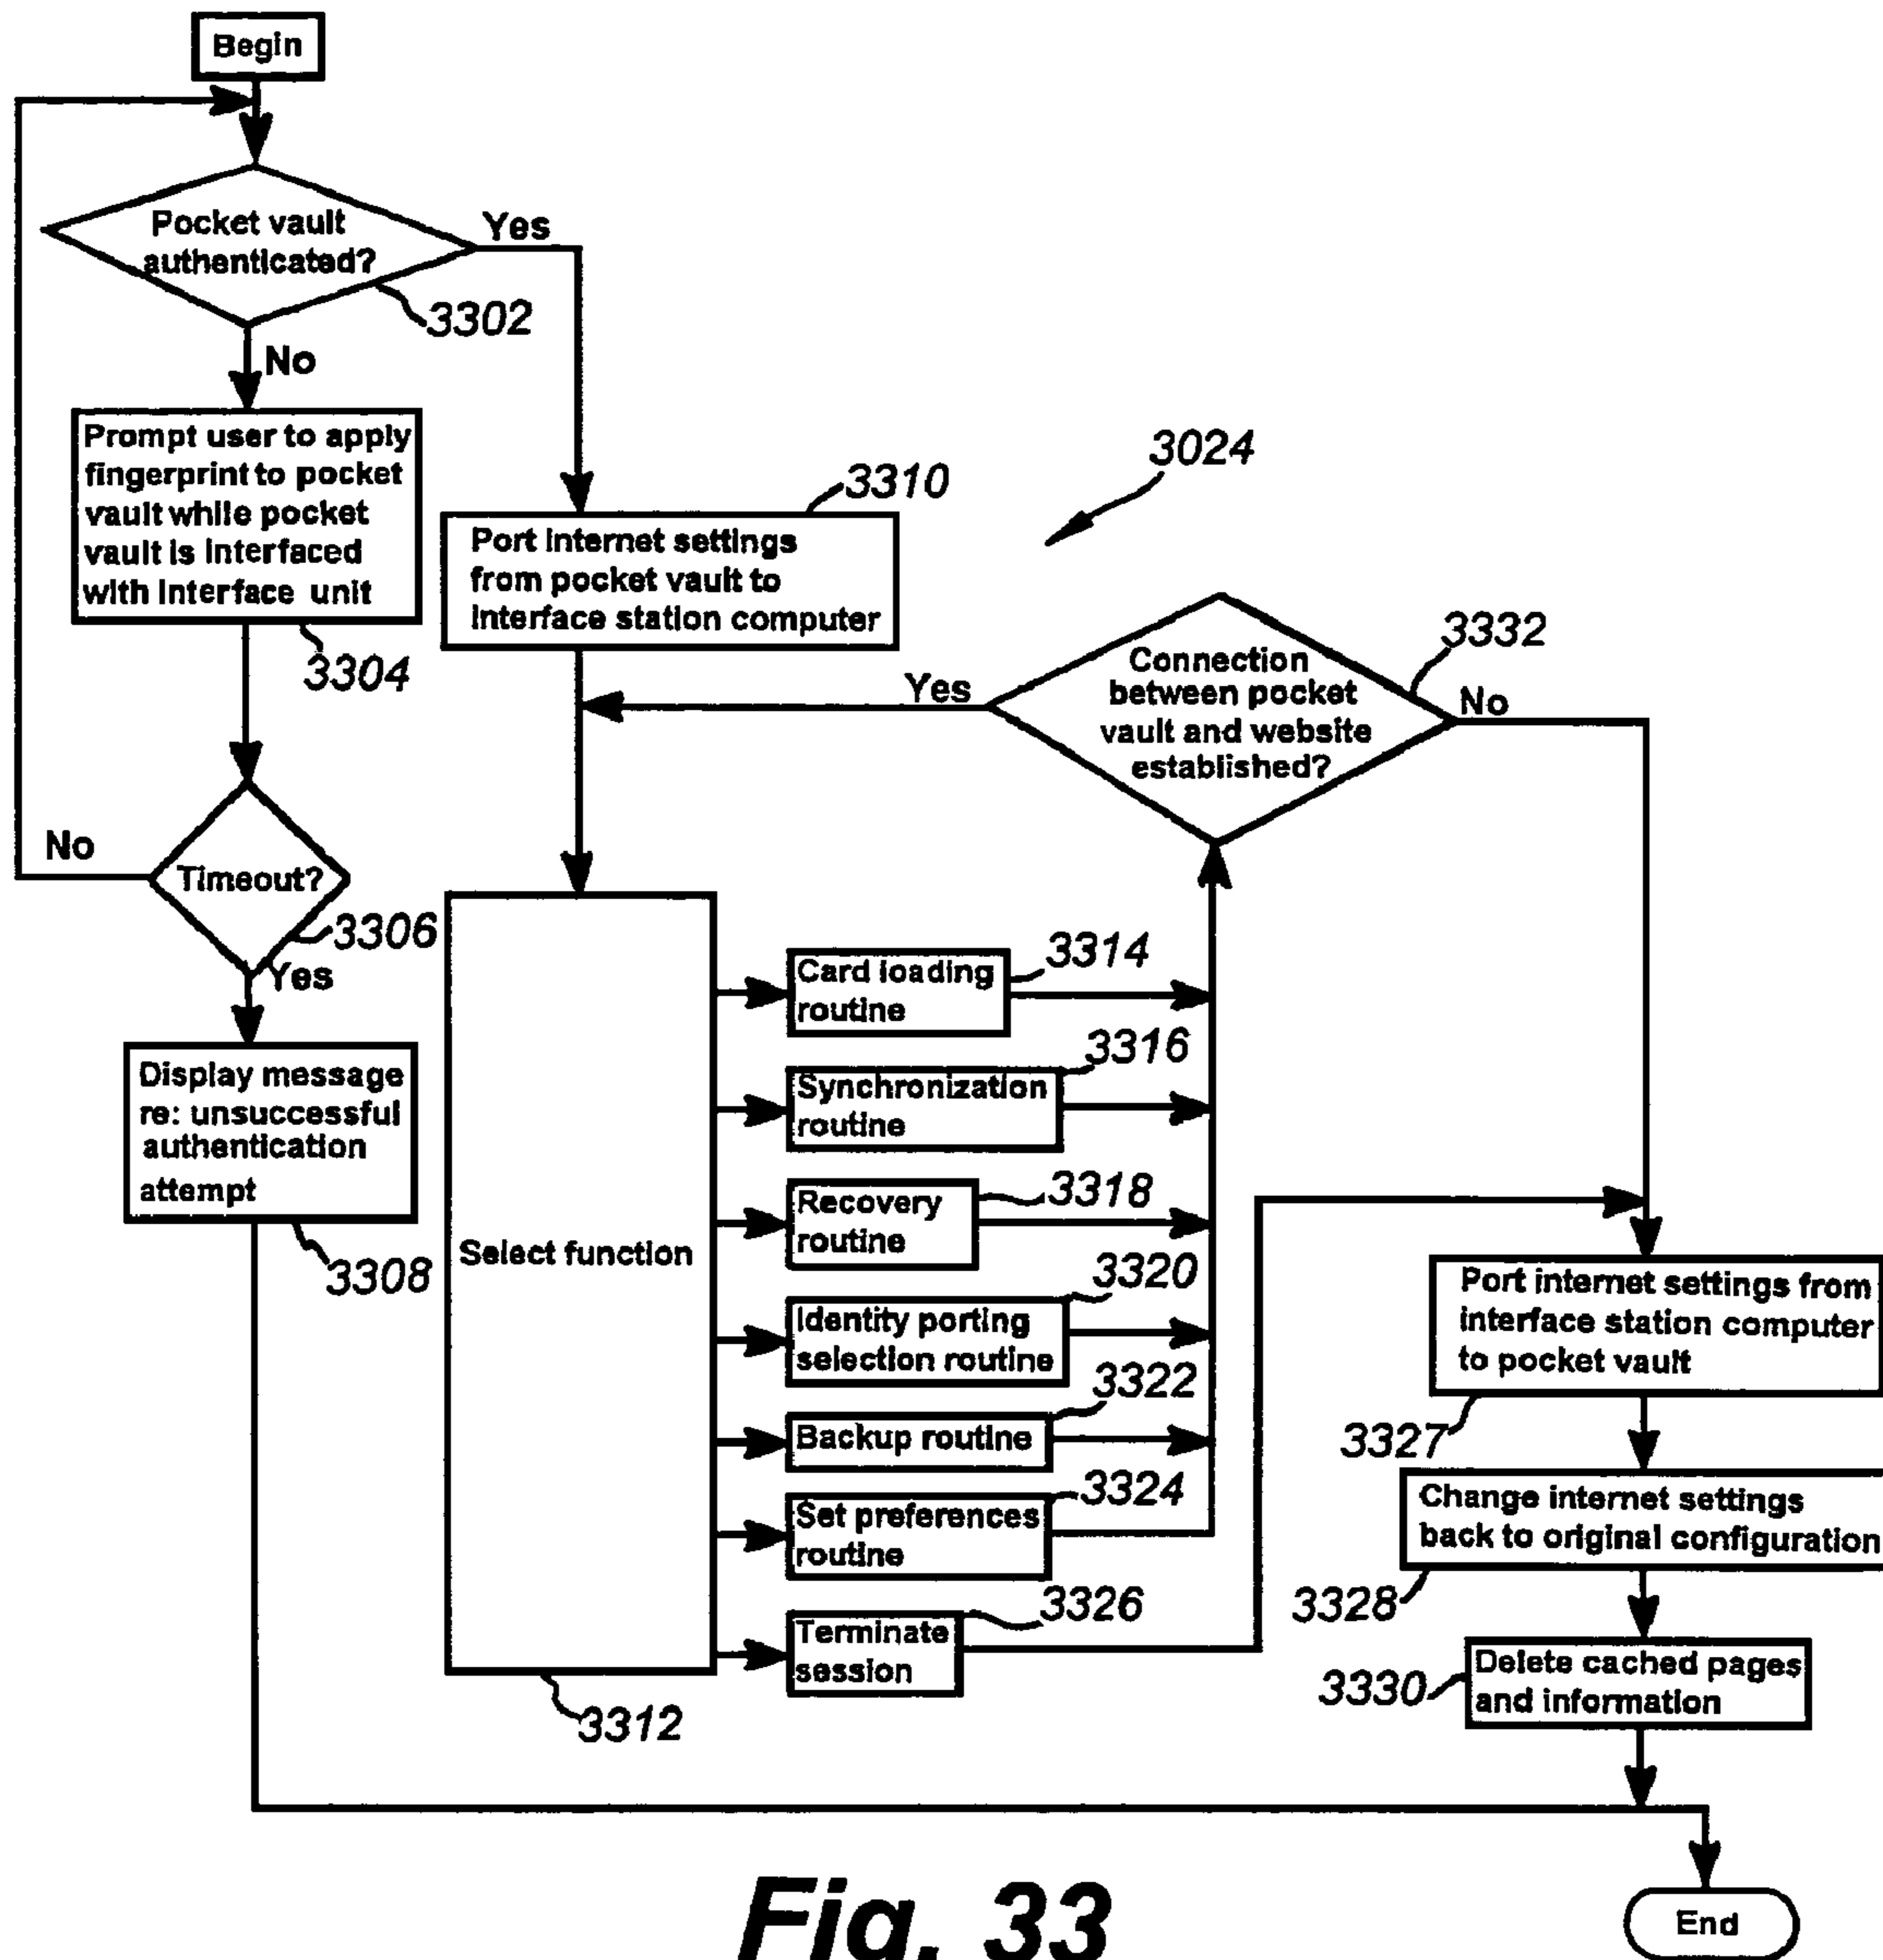 Begin
Pocket vault
authenticated?
Yes
3302
No
Prompt user to apply
fingerprint to pocket
vault while pocket
vault is interfaced
with interface unit
3304
3024
3310
Port internet settings
from pocket vault to
interface station computer
3332
Connection
between pocket
vault and website
established?
Yes
No
No
Timeout?
3306
Yes
Display message
re: unsuccessful
authentication
attempt
3308
Select function
3312
Card loading
routine
3314
Synchronization
routine
3316
Recovery
routine
3318
Identity porting
selection routine
3320
Backup routine
3322
Set preferences
routine
3324
Terminate
session
3326
Port internet settings from
interface station computer
to pocket vault
3327
Change internet settings
back to original configuration
3328
Delete cached pages
and information
3330
End
Fig. 33